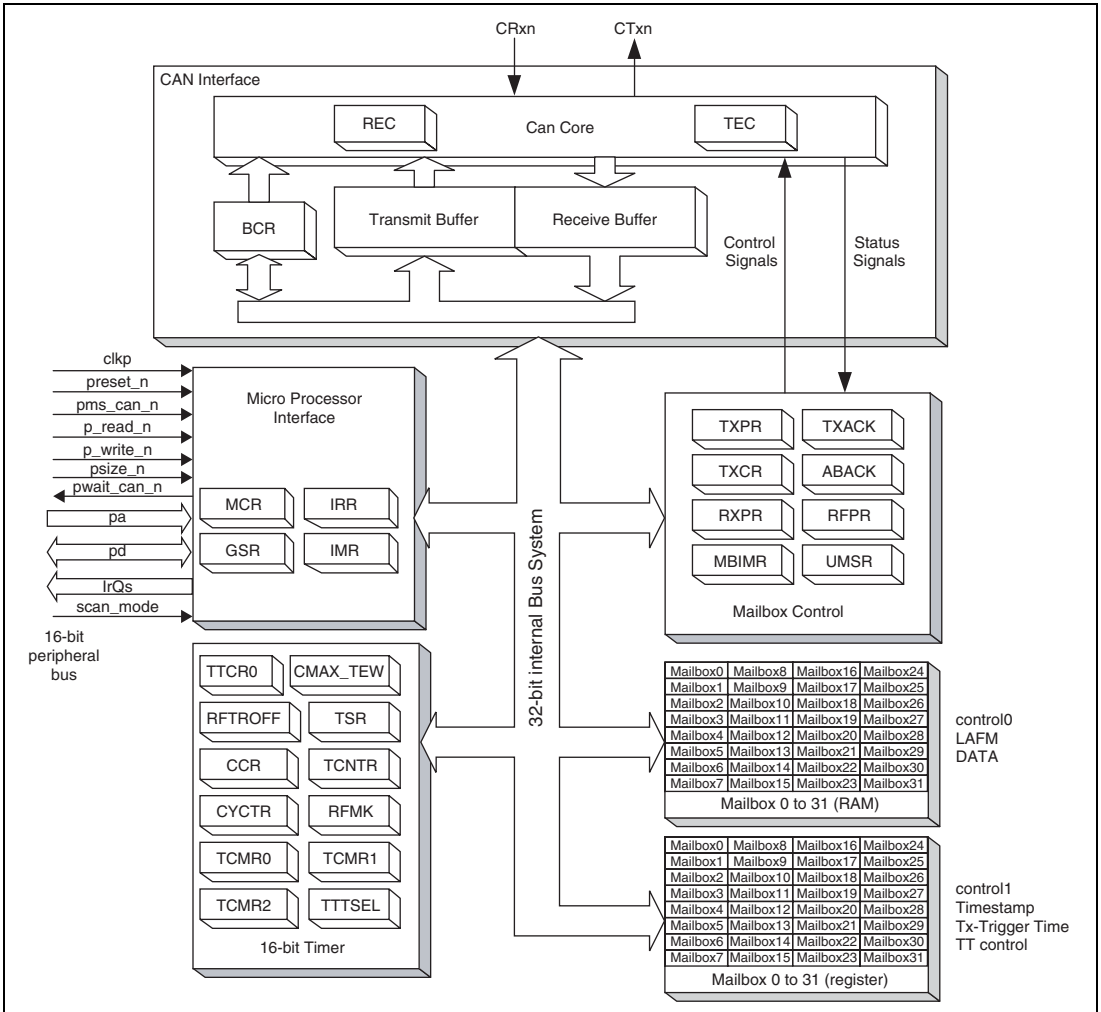 CRxn
CTxn
CAN Interface
REC
Can Core
TEC
BCR
Transmit Buffer
Receive Buffer
Control
Signals
Status
Signals
clkp
preset_n
pms_can_n
p_read_n
p_write_n
psize_n
pwait_can_n
pa
pd
IrQs
scan_mode
16-bit
peripheral
bus
Micro Processor
Interface
MCR
IRR
GSR
IMR
32-bit internal Bus System
TXPR
TXACK
TXCR
ABACK
RXPR
RFPR
MBIMR
UMSR
Mailbox Control
TTCR0
CMAX_TEW
RFTROFF
TSR
CCR
TCNTR
CYCTR
RFMK
TCMR0
TCMR1
TCMR2
TTTSEL
16-bit Timer
Mailbox0 Mailbox8 Mailbox16 Mailbox24
Mailbox1 Mailbox9 Mailbox17 Mailbox25
Mailbox2 Mailbox10 Mailbox18 Mailbox26
Mailbox3 Mailbox11 Mailbox19 Mailbox27
Mailbox4 Mailbox12 Mailbox20 Mailbox28
Mailbox5 Mailbox13 Mailbox21 Mailbox29
Mailbox6 Mailbox14 Mailbox22 Mailbox30
Mailbox7 Mailbox15 Mailbox23 Mailbox31
Mailbox 0 to 31 (RAM)
control0
LAFM
DATA
Mailbox0 Mailbox8 Mailbox16 Mailbox24
Mailbox1 Mailbox9 Mailbox17 Mailbox25
Mailbox2 Mailbox10 Mailbox18 Mailbox26
Mailbox3 Mailbox11 Mailbox19 Mailbox27
Mailbox4 Mailbox12 Mailbox20 Mailbox28
Mailbox5 Mailbox13 Mailbox21 Mailbox29
Mailbox6 Mailbox14 Mailbox22 Mailbox30
Mailbox7 Mailbox15 Mailbox23 Mailbox31
Mailbox 0 to 31 (register)
control1
Timestamp
Tx-Trigger Time
TT control